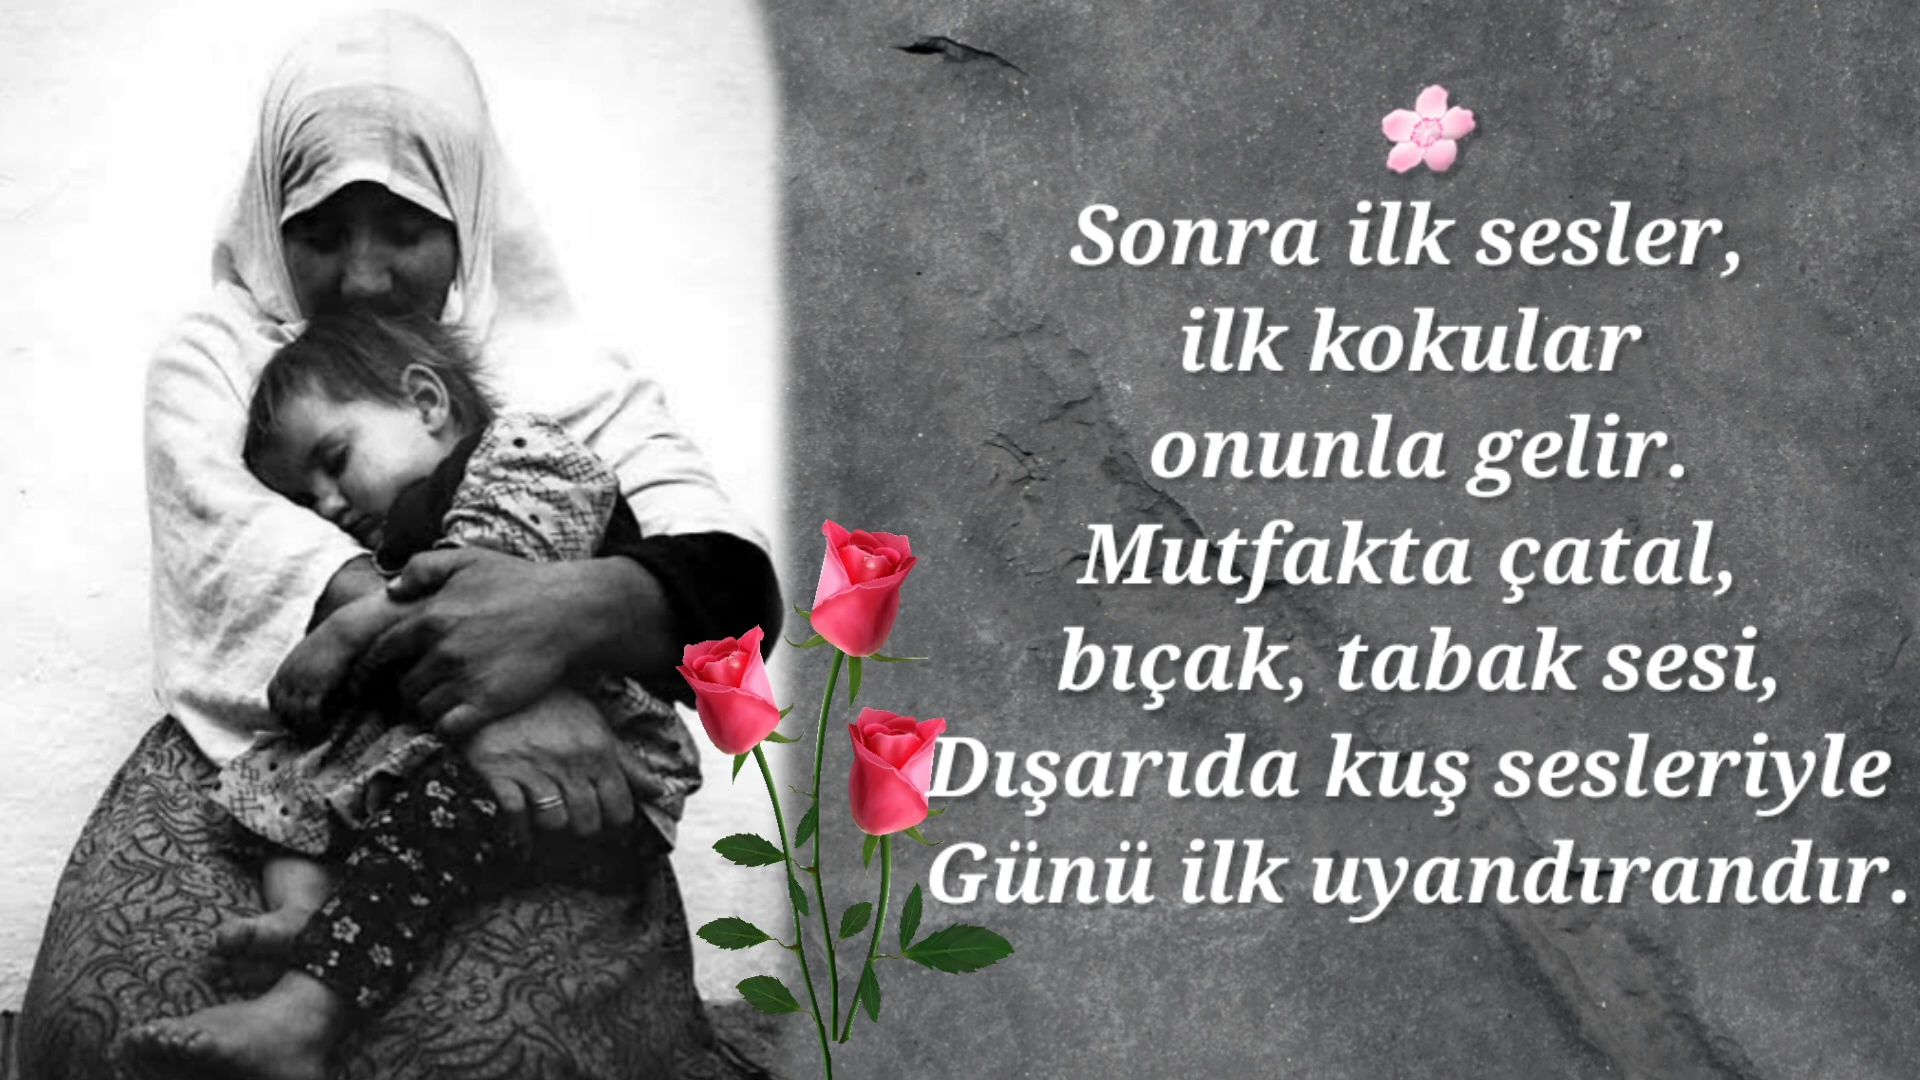 Sonra ilk sesler,
ilk kokular
onunla gelir.
Mutfakta çatal,
bıçak, tabak sesi,
Dışarıda kuş sesleriyle
Günü ilk uyandırandır.